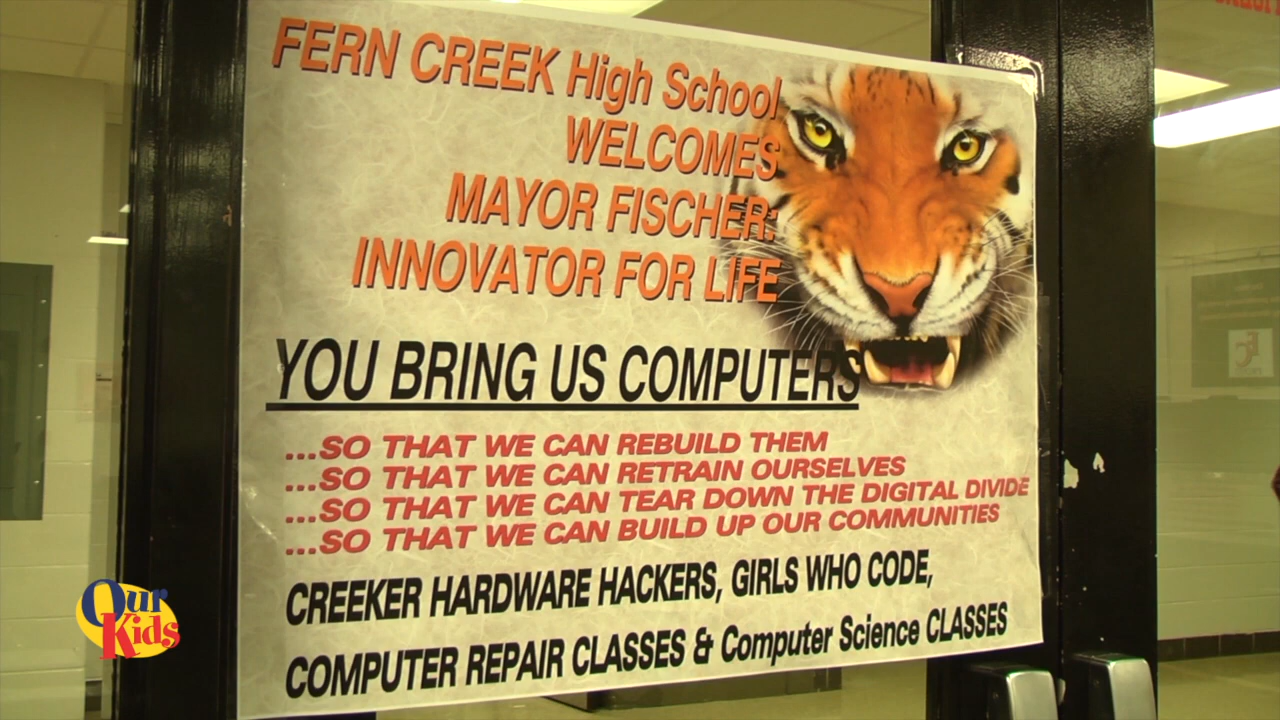 FERN CREEK High School
WELCOMES
MAYOR FISCHER:
INNOVATOR FOR LIFE
YOU BRING US COMPUTERS
...SO THAT WE CAN REBUILD THEM
...SO THAT WE CAN RETRAIN OURSELVES
...SO THAT WE CAN TEAR DOWN THE DIGITAL DIVIDE
...SO THAT WE CAN BUILD UP OUR COMMUNITIES
CREEKER HARDWARE HACKERS, GIRLS WHO CODE,
COMPUTER REPAIR CLASSES & Computer Science CLASSES
Our
Kids